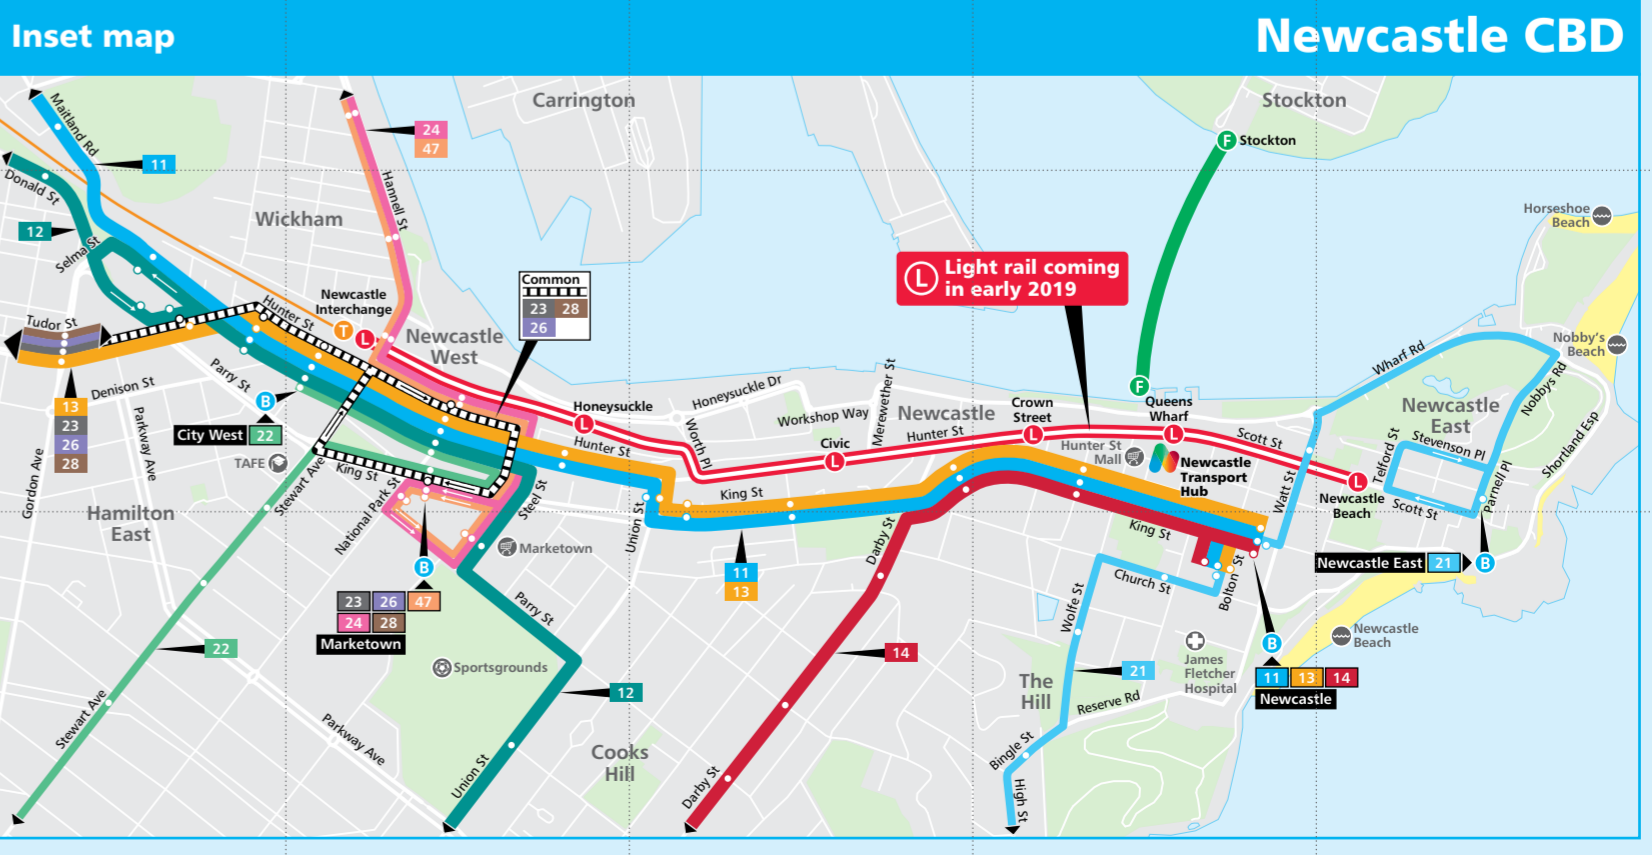 Inset map
Newcastle CBD
Carrington
Stockton
F
Stockton
Maitland Rd
24
47
11
Donald St
Hannell St
Wickham
12
Selma St
Horseshoe
Beach
L
Light rail coming
in early 2019
Common
23
28
26
Newcastle
Interchange
T
L
Hunter St
Tudor St
Newcastle
West
Nobby's
Beach
Wharf Rd
Nobbys Rd
F
Parry St
Denison St
B
13
23
26
28
City West
22
TAFE
Parkway Ave
Gordon Ave
Honeysuckle
L
Honeysuckle Dr
Workshop Way
Merewether St
Newcastle
Crown
Street
L
Queens
Wharf
L
Newcastle
East
Shortland Esp
Hunter St
Worth Pl
Civic
L
Hunter St
Hunter St
Mall
Newcastle
Transport
Hub
Scott St
Telford St
Stevenson Pl
Watt St
L
Newcastle
Beach
Scott St
Parnell Pl
King St
Stewart Ave
National Park St
Steel St
King St
Union St
Hamilton
East
Marketown
Darby St
King St
B
23
26
47
24
28
Marketown
11
13
Newcastle East
21
B
Church St
Bolton St
Wolfe St
Parry St
22
Sportsgrounds
14
James
Fletcher
Hospital
B
11
13
14
Newcastle
Newcastle
Beach
21
The
Hill
Reserve Rd
12
Stewart Ave
Parkway Ave
Union St
Cooks
Hill
Darby St
Bingle St
High St